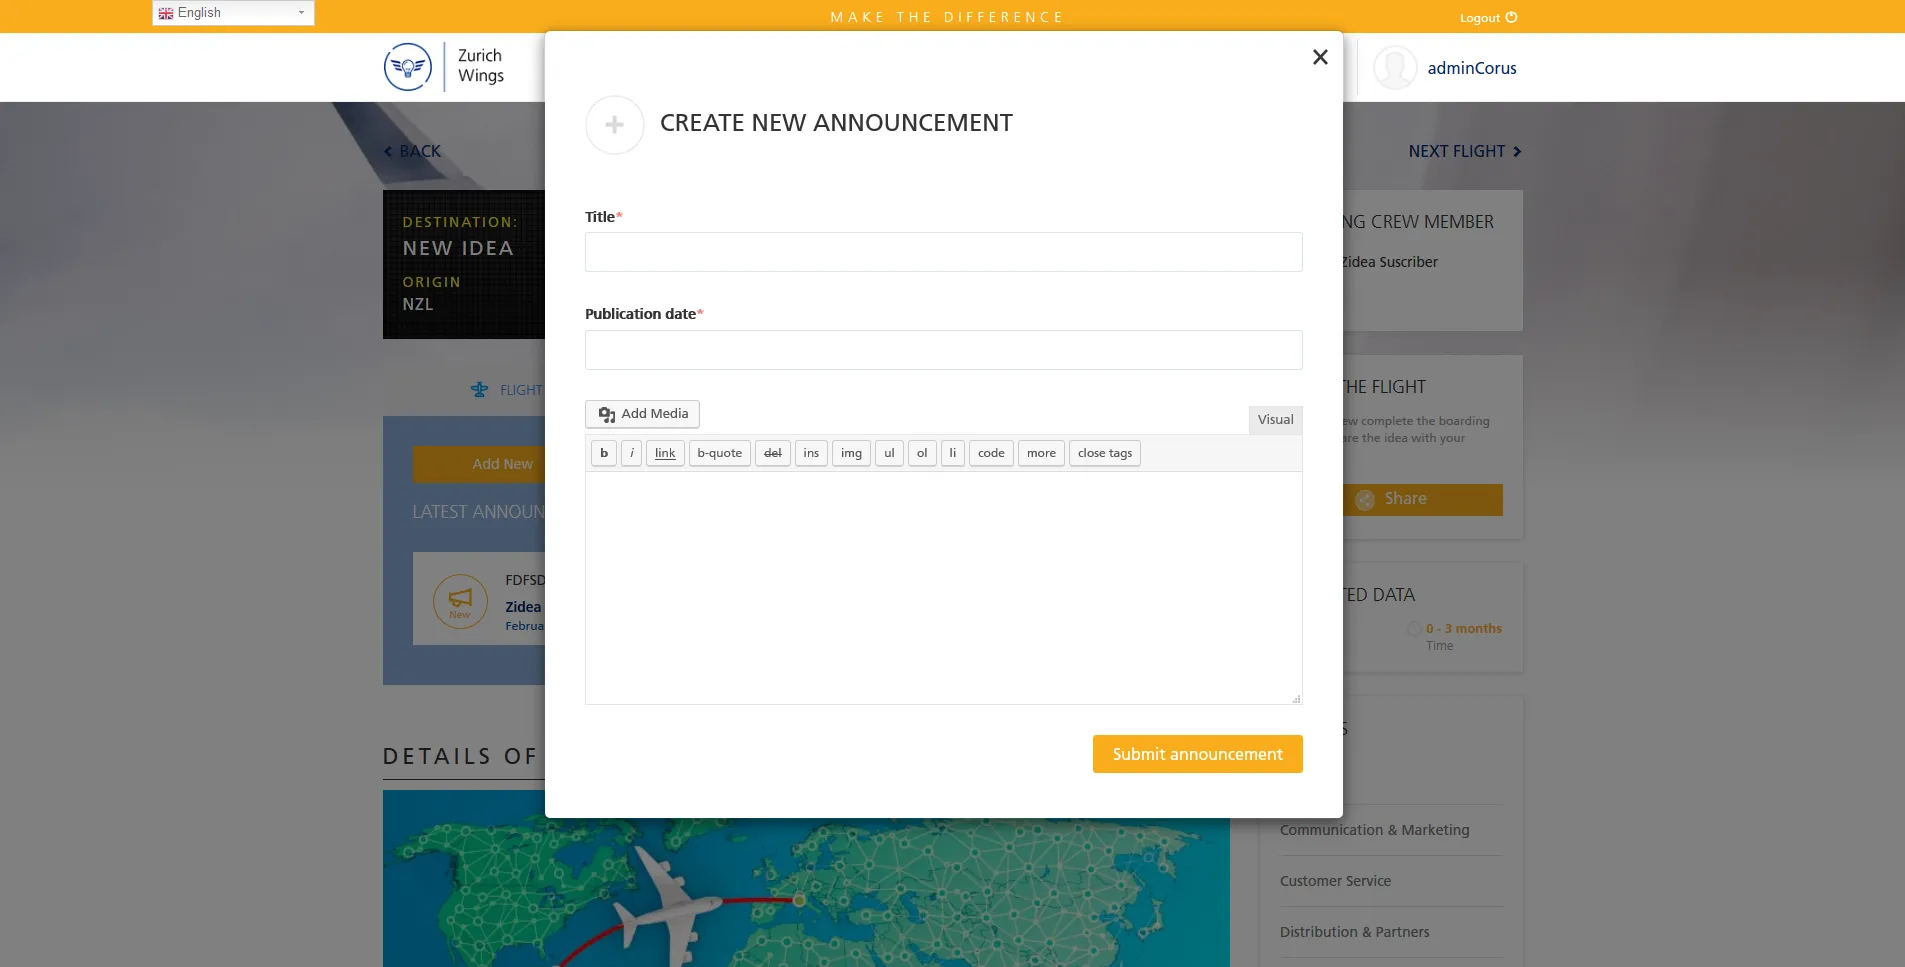 English
MAKE THE DIFFERENCE
Logout
Zurich
Wings
adminCorus
BACK
NEXT FLIGHT
DESTINATION:
NEW IDEA
ORIGIN
NZL
FLIGHT
Add New
LATEST ANNOUN
New
FDFSD
Zidea
Februa
CREATE NEW ANNOUNCEMENT
Title*
Publication date*
Add Media
Visual
b i link b-quote del ins img ul ol li code more close tags
Submit announcement
NG CREW MEMBER
Zidea Suscriber
HE FLIGHT
ew complete the boarding
are the idea with your
Share
TED DATA
0 - 3 months
Time
S
Communication & Marketing
Customer Service
Distribution & Partners
DETAILS OF